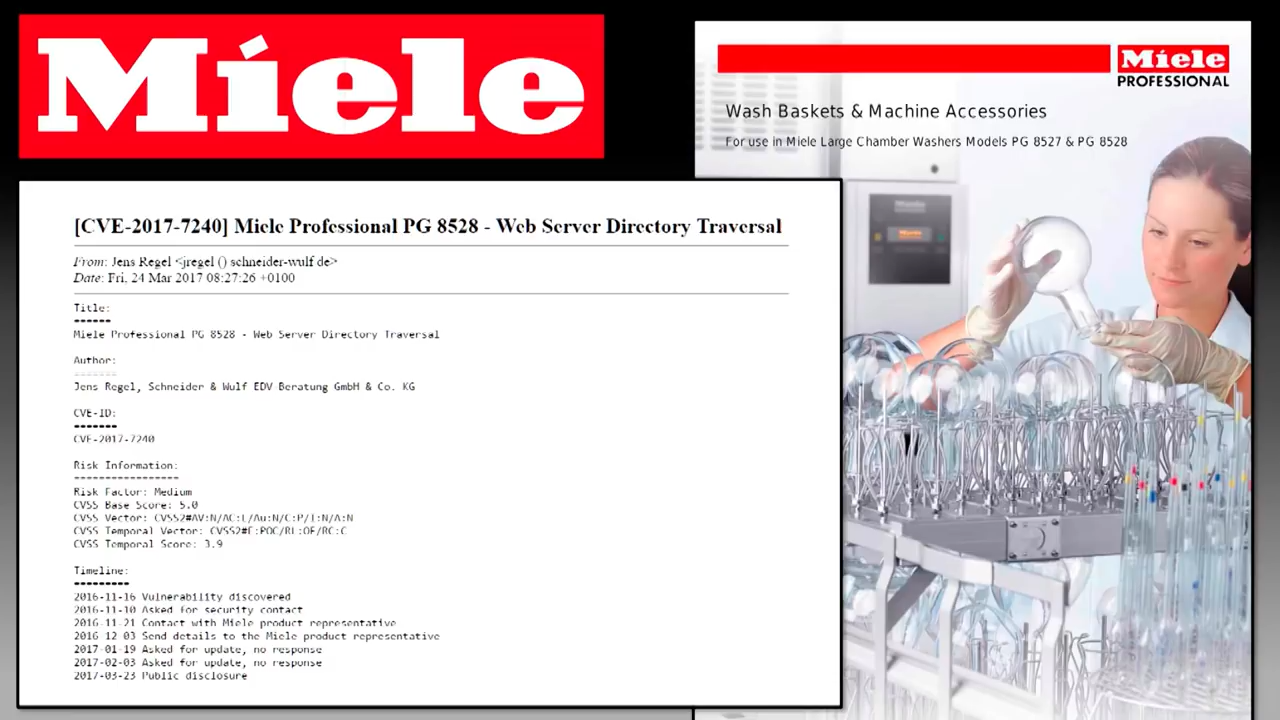 Miele
Miele
PROFESSIONAL
Wash Baskets & Machine Accessories
For use in Miele Large Chamber Washers Models PG 8527 & PG 8528
[CVE-2017-7240] Miele Professional PG 8528 - Web Server Directory Traversal
From: Jens Regel <jregel () schneider-wulf de>
Date: Fri, 24 Mar 2017 08:27:26 +0100
Title:
======
Miele Professional PG 8528 - Web Server Directory Traversal
Author:
=======
Jens Regel, Schneider & Wulf EDV Beratung GmbH & Co. KG
CVE-ID:
=======
CVE-2017-7240
Risk Information:
=================
Risk Factor: Medium
CVSS Base Score: 5.0
CVSS Vector: CVSS2#AV:N/AC:L/Au:N/C:P/I:N/A:N
CVSS Temporal Vector: CVSS2#E:POC/RL:OF/RC:C
CVSS Temporal Score: 3.9
Timeline:
=========
2016-11-16 Vulnerability discovered
2016-11-10 Asked for security contact
2016-11-21 Contact with Miele product representative
2016-12-03 Send details to the Miele product representative
2017-01-19 Asked for update, no response
2017-02-03 Asked for update, no response
2017-03-23 Public disclosure